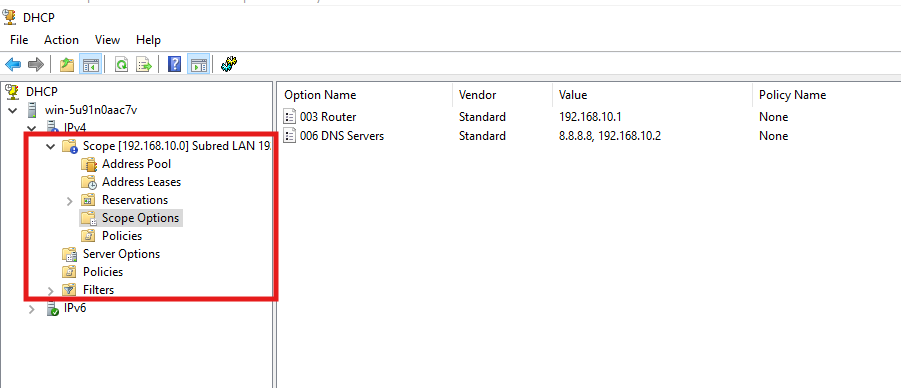 DHCP
File Action View Help
DHCP
win-5u91n0aac7v
IPv4
Scope [192.168.10.0] Subred LAN 19
Address Pool
Address Leases
Reservations
Scope Options
Policies
Server Options
Policies
Filters
IPv6
Option Name Vendor Value Policy Name
003 Router Standard 192.168.10.1 None
006 DNS Servers Standard 8.8.8.8, 192.168.10.2 None